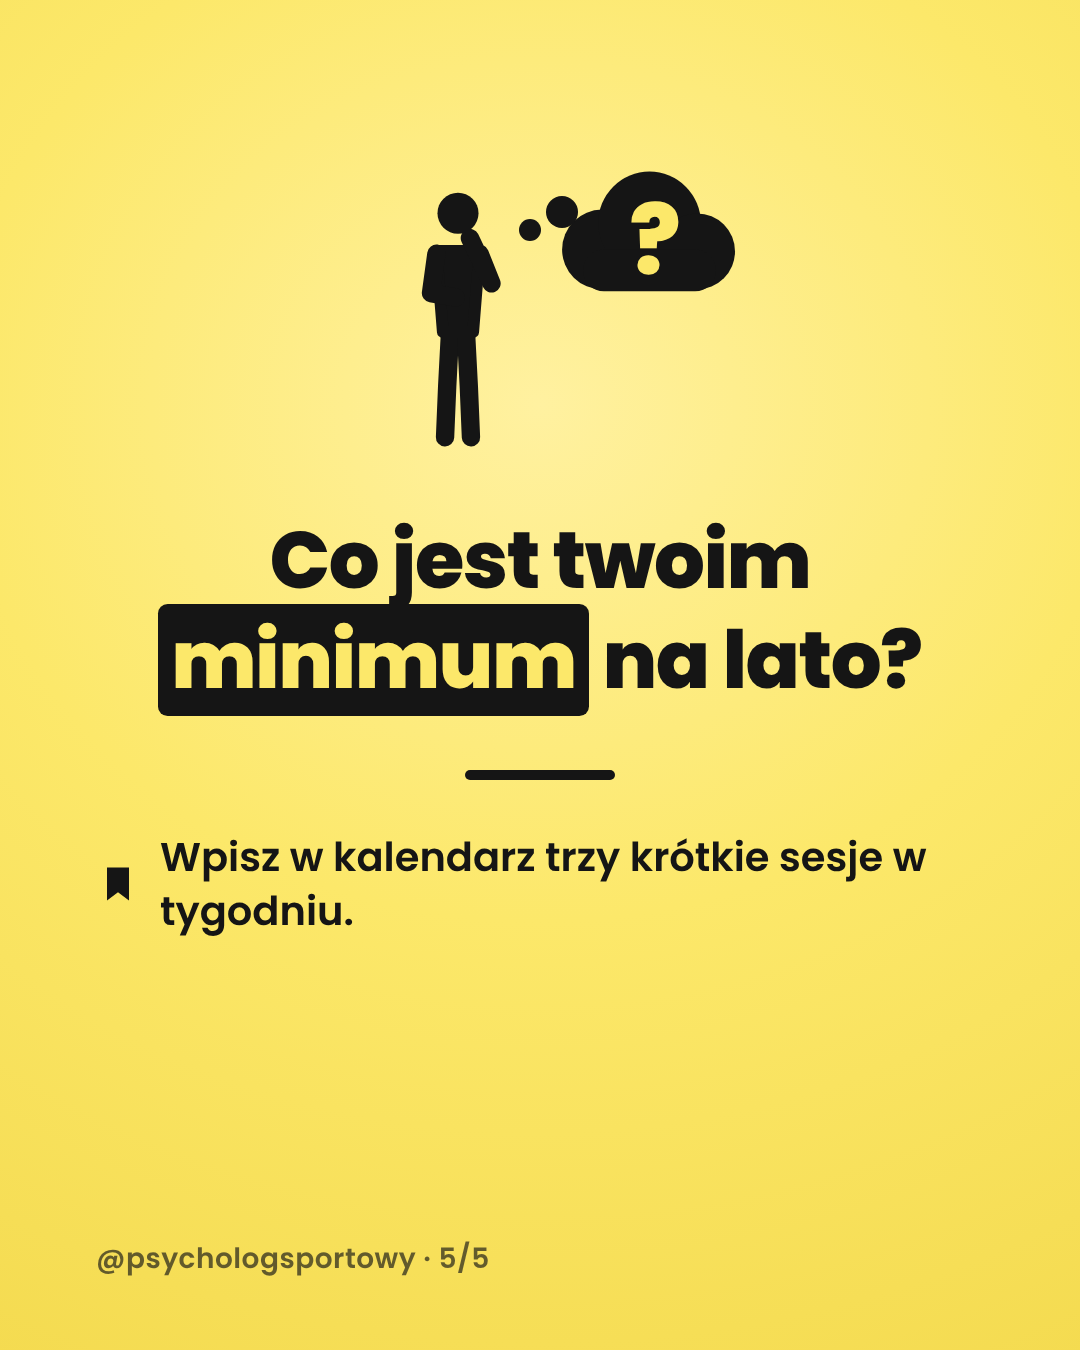 ?
Co jest twoim
minimum na lato?
Wpisz w kalendarz trzy krótkie sesje w
tygodniu.
@psychologsportowy · 5/5